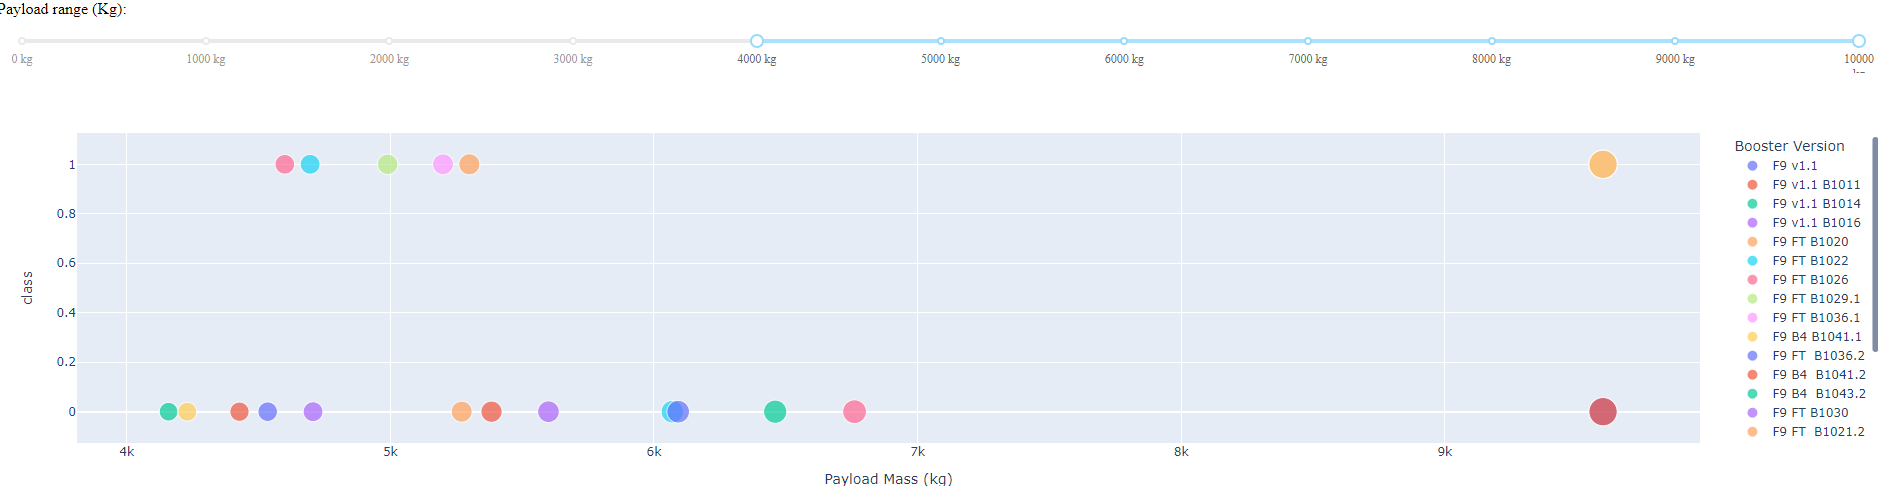 Payload range (Kg):
0 kg
1000 kg
2000 kg
3000 kg
4000 kg
5000 kg
6000 kg
7000 kg
8000 kg
9000 kg
10000
1
0.8
0.6
0.4
0.2
0
class
4k
5k
6k
7k
8k
9k
Payload Mass (kg)
Booster Version
F9 v1.1
F9 v1.1 B1011
F9 v1.1 B1014
F9 v1.1 B1016
F9 FT B1020
F9 FT B1022
F9 FT B1026
F9 FT B1029.1
F9 FT B1036.1
F9 B4 B1041.1
F9 FT  B1036.2
F9 B4  B1041.2
F9 B4  B1043.2
F9 FT B1030
F9 FT  B1021.2